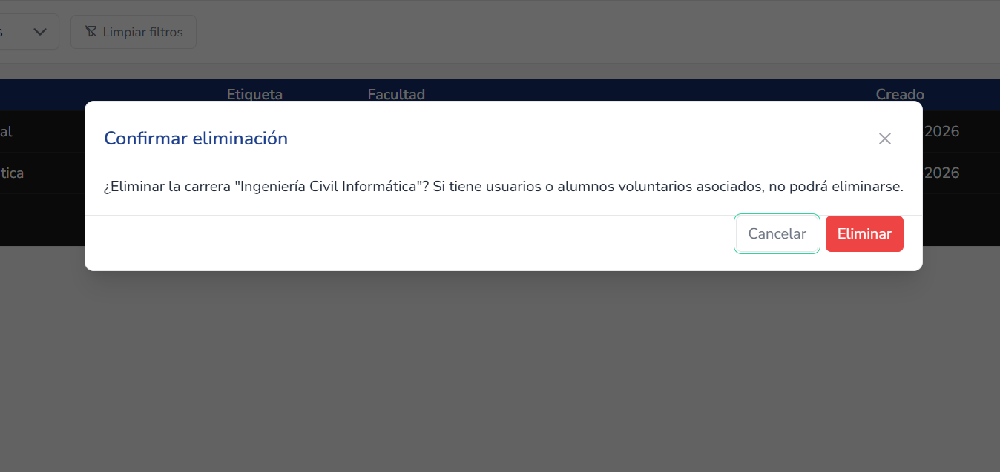 s
Limpiar filtros
Etiqueta Facultad Creado
al 2026
tica 2026
Confirmar eliminación
¿Eliminar la carrera "Ingeniería Civil Informática"? Si tiene usuarios o alumnos voluntarios asociados, no podrá eliminarse.
Cancelar Eliminar